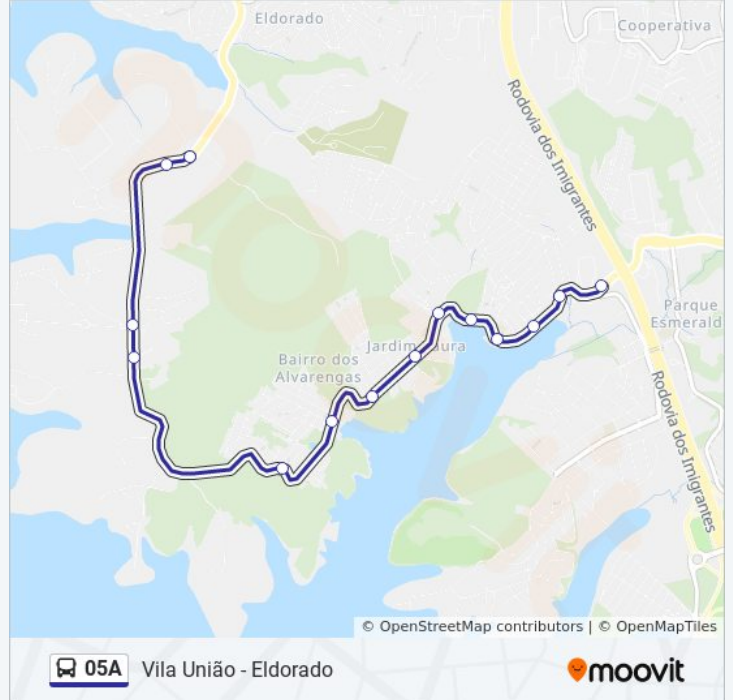 Eldorado
Cooperativa
Rodovia dos Imigrantes
Parque
Esmerald
Jardim
ura
Bairro dos
Alvarengas
Rodovia dos Imigrantes
© OpenStreetMap contributors | © OpenMapTiles
05A Vila União - Eldorado
moovit